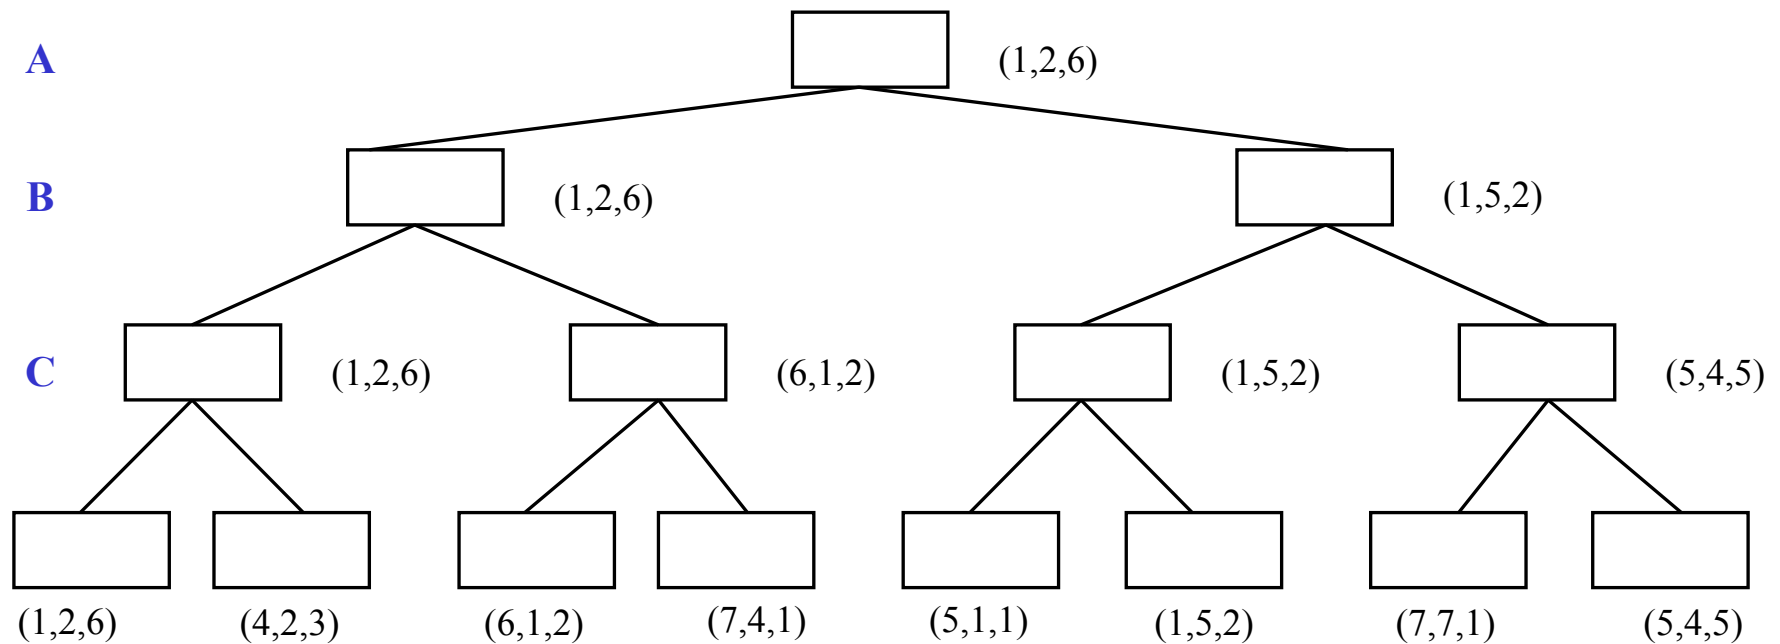 A (1,2,6)
B (1,2,6) (1,5,2)
C (1,2,6) (6,1,2) (1,5,2) (5,4,5)
(1,2,6) (4,2,3) (6,1,2) (7,4,1) (5,1,1) (1,5,2) (7,7,1) (5,4,5)